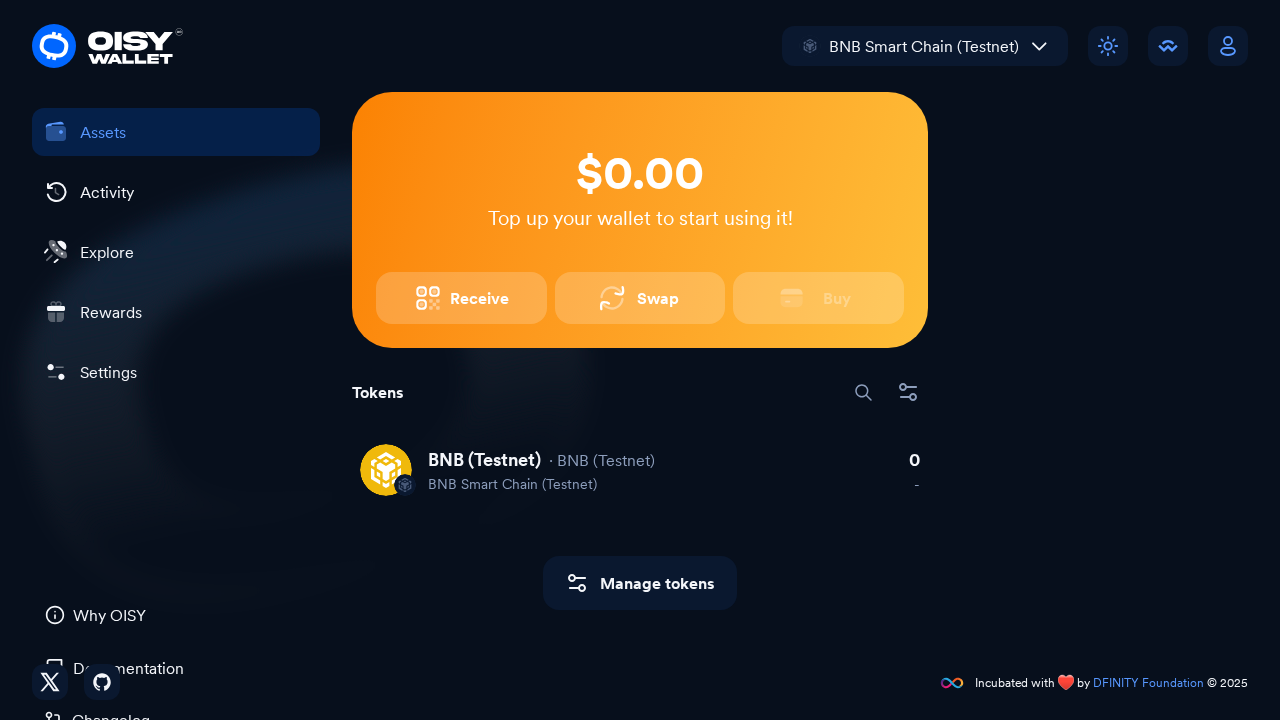 OISY
WALLET
BNB Smart Chain (Testnet)
Assets
Activity
Explore
Rewards
Settings
$0.00
Top up your wallet to start using it!
Receive
Swap
Buy
Tokens
BNB (Testnet) · BNB (Testnet)
0
BNB Smart Chain (Testnet)
-
Manage tokens
Why OISY
Documentation
Changelog
Incubated with ❤️ by DFINITY Foundation © 2025